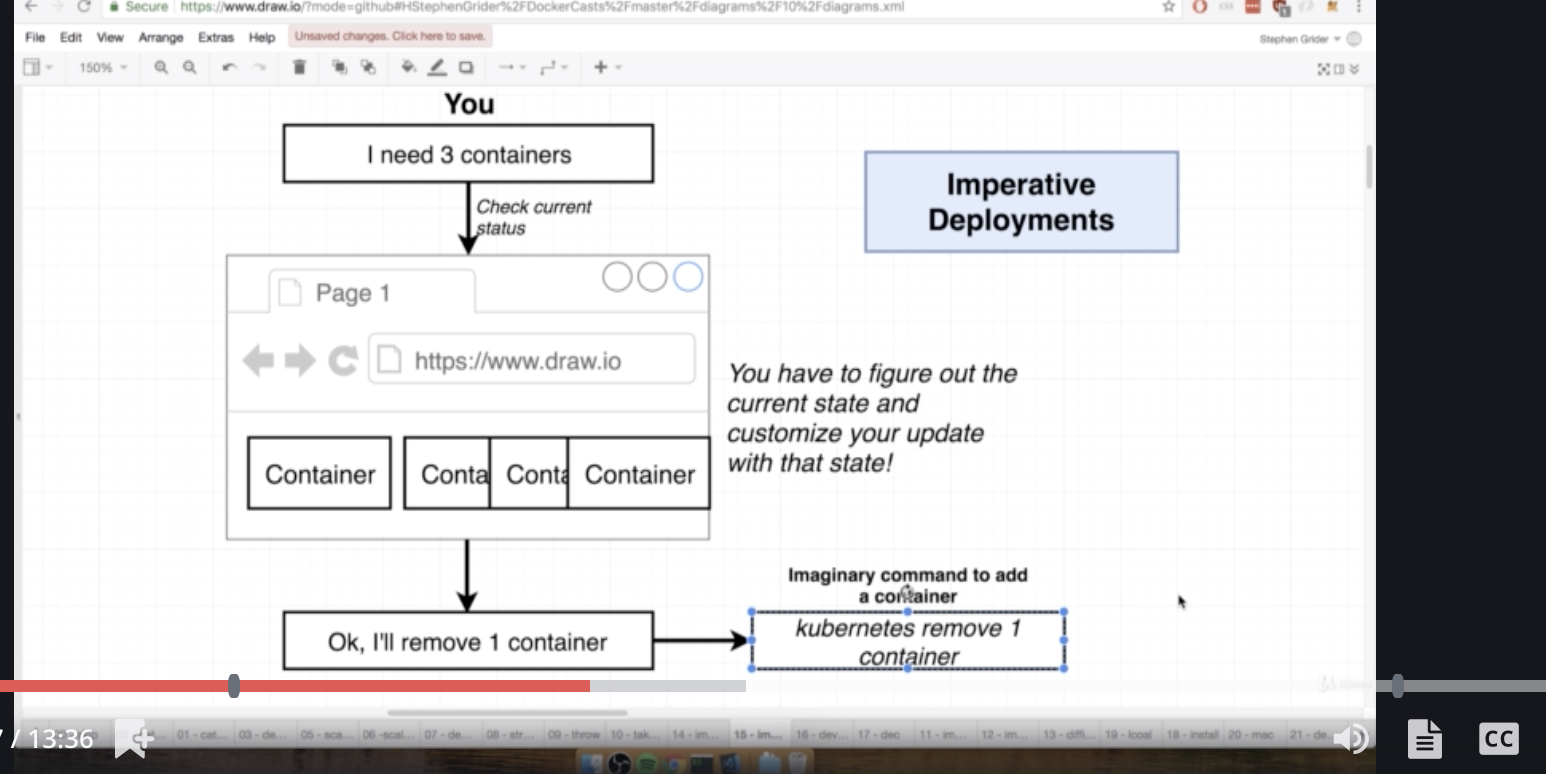 Secure https://www.draw.io/?mode=github#HStephenGrider%2FDockerCasts%2Fmaster%2Fdiagrams%2F10%2Fdiagrams.xml
File Edit View Arrange Extras Help Unsaved changes. Click here to save. Stephen Grider
150%
You
I need 3 containers
Check current
status
Imperative
Deployments
Page 1
https://www.draw.io
You have to figure out the
current state and
customize your update
with that state!
Container Conta Conta Container
Imaginary command to add
a container
Ok, I'll remove 1 container
kubernetes remove 1
container
/ 13:36
01 - cat... 03 - de... 05 - sca... 06 -scal... 07 - de... 08 - str... 09 - throw 10 - tak... 14 - im... 15 - im... 16 - dev... 17 - dec 11 - im... 12 - im... 13 - diffi... 19 - lcoal 18 - install 20 - mac 21 - de...
CC